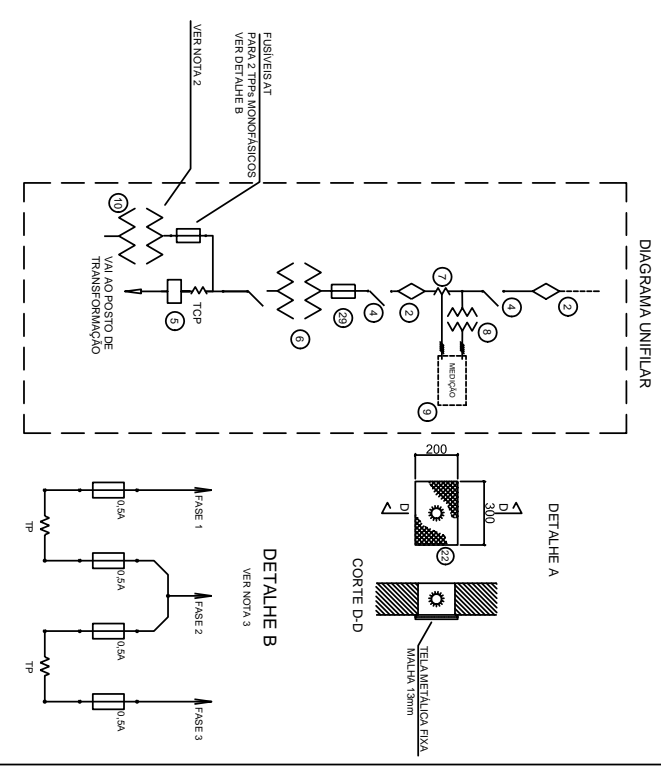 DIAGRAMA UNIFILAR
2
4
8
7
MEDIÇÃO
9
2
4
29
6
TCP
5
VAI AO POSTO DE
TRANSFORMAÇÃO
10
FUSÍVEIS AT
PARA 2 TPPs MONOFÁSICOS
VER DETALHE B
VER NOTA 2
DETALHE A
300
200
D
D
22
CORTE D-D
TELA METÁLICA FIXA
MALHA 13mm
DETALHE B
VER NOTA 3
FASE 1
FASE 2
FASE 3
0,5A
0,5A
0,5A
0,5A
TP
TP